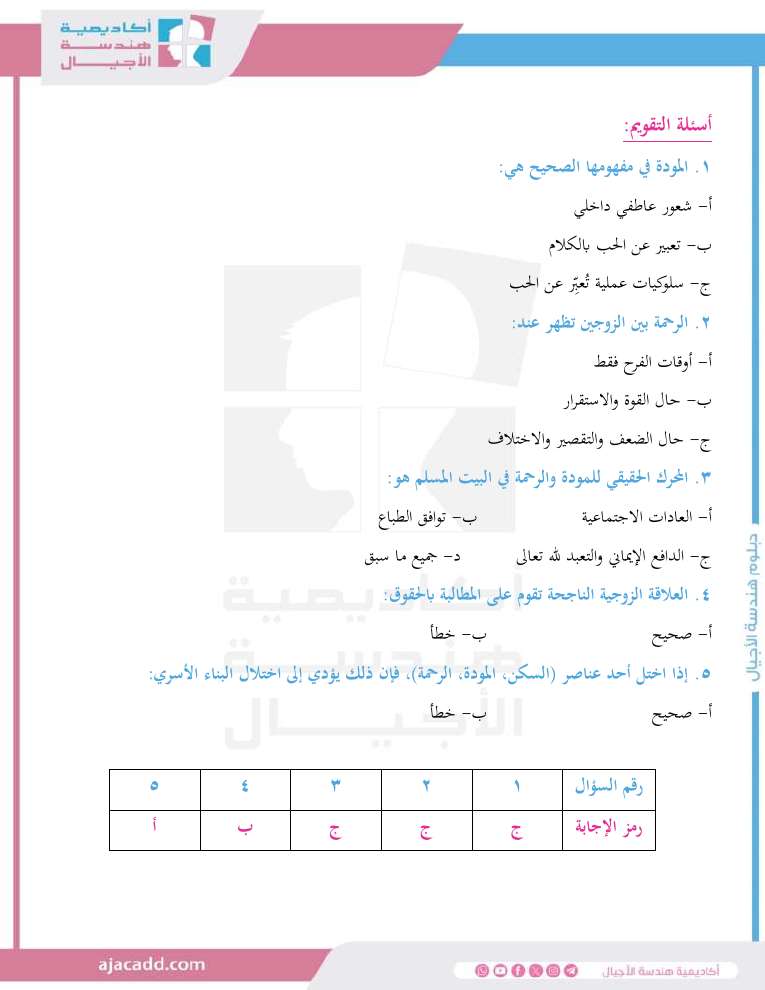 أكاديمية
هندسة
الأجيال
أسئلة التقويم:
١. المودة في مفهومها الصحيح هي:
أ- شعور عاطفي داخلي
ب- تعبير عن الحب بالكلام
ج- سلوكيات عملية تُعبِّر عن الحب
٢. الرحمة بين الزوجين تظهر عند:
أ- أوقات الفرح فقط
ب- حال القوة والاستقرار
ج- حال الضعف والتقصير والاختلاف
٣. المحرك الحقيقي للمودة والرحمة في البيت المسلم هو:
أ- العادات الاجتماعية ب- توافق الطباع
ج- الدافع الإيماني والتعبد لله تعالى د- جميع ما سبق
٤. العلاقة الزوجية الناجحة تقوم على المطالبة بالحقوق:
أ- صحيح ب- خطأ
٥. إذا اختل أحد عناصر (السكن، المودة، الرحمة)، فإن ذلك يؤدي إلى اختلال البناء الأسري:
أ- صحيح ب- خطأ
رقم السؤال ١ ٢ ٣ ٤ ٥
رمز الإجابة ج ج ج ب أ
أكاديمية
هندسة
الأجيال
دبلوم هندسة الأجيال
أكاديمية هندسة الأجيال
ajacadd.com